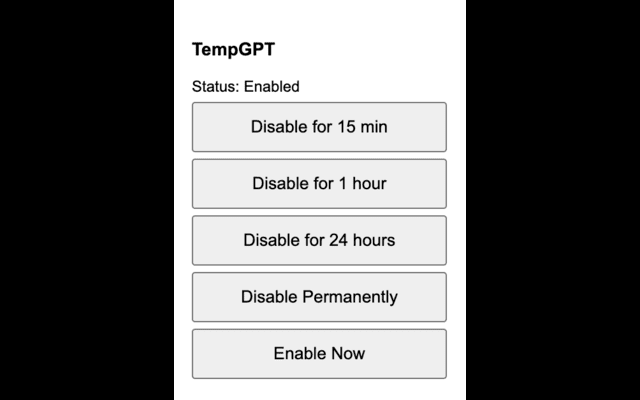 TempGPT
Status: Enabled
Disable for 15 min
Disable for 1 hour
Disable for 24 hours
Disable Permanently
Enable Now